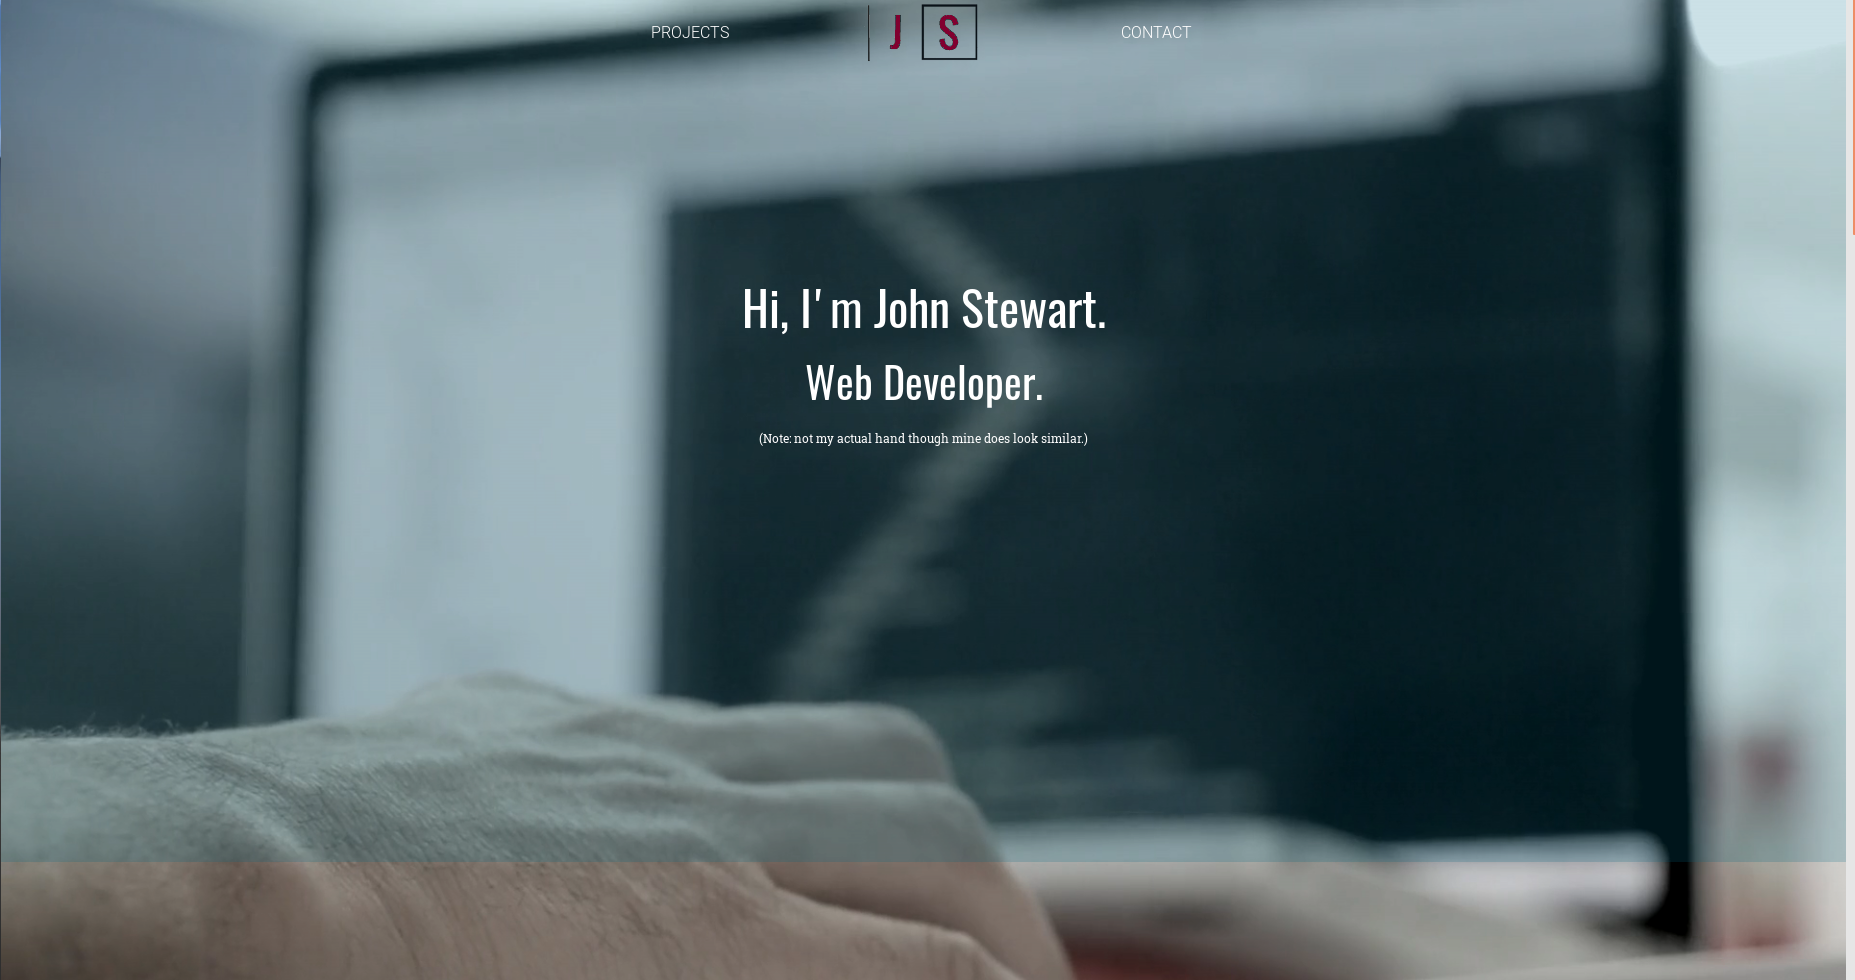 PROJECTS
J S
CONTACT
Hi, I'm John Stewart.
Web Developer.
(Note: not my actual hand though mine does look similar.)